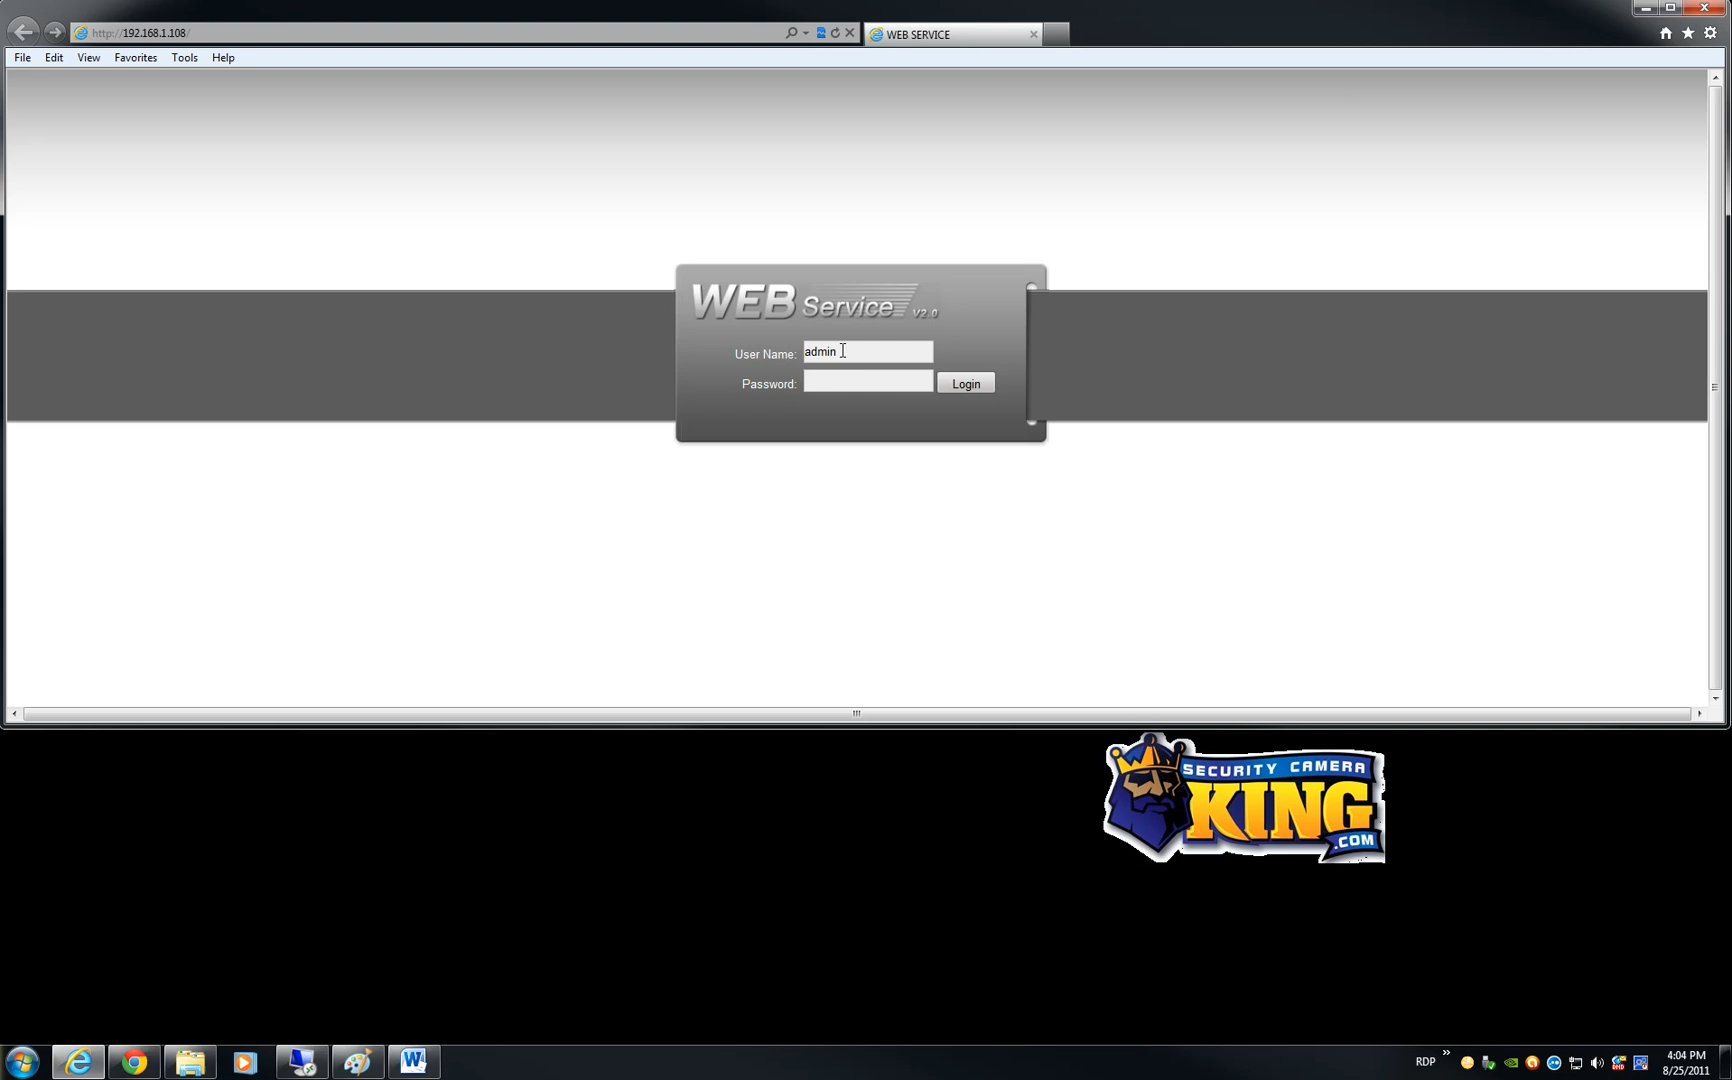 http://192.168.1.108/
WEB SERVICE
File Edit View Favorites Tools Help
WEB Service V2.0
User Name: admin
Password:
Login
SECURITY CAMERA
KING
.COM
RDP
4:04 PM
8/25/2011